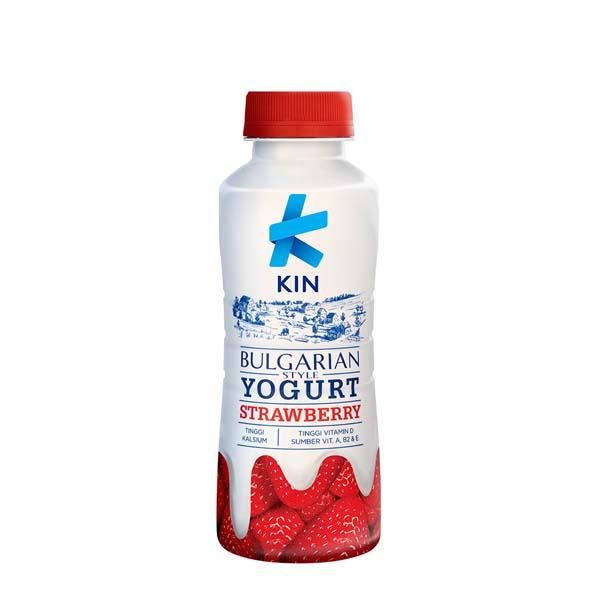 KIN
BULGARIAN
STYLE
YOGURT
STRAWBERRY
TINGGI
KALSIUM
TINGGI VITAMIN D
SUMBER VIT. A, B2 & E